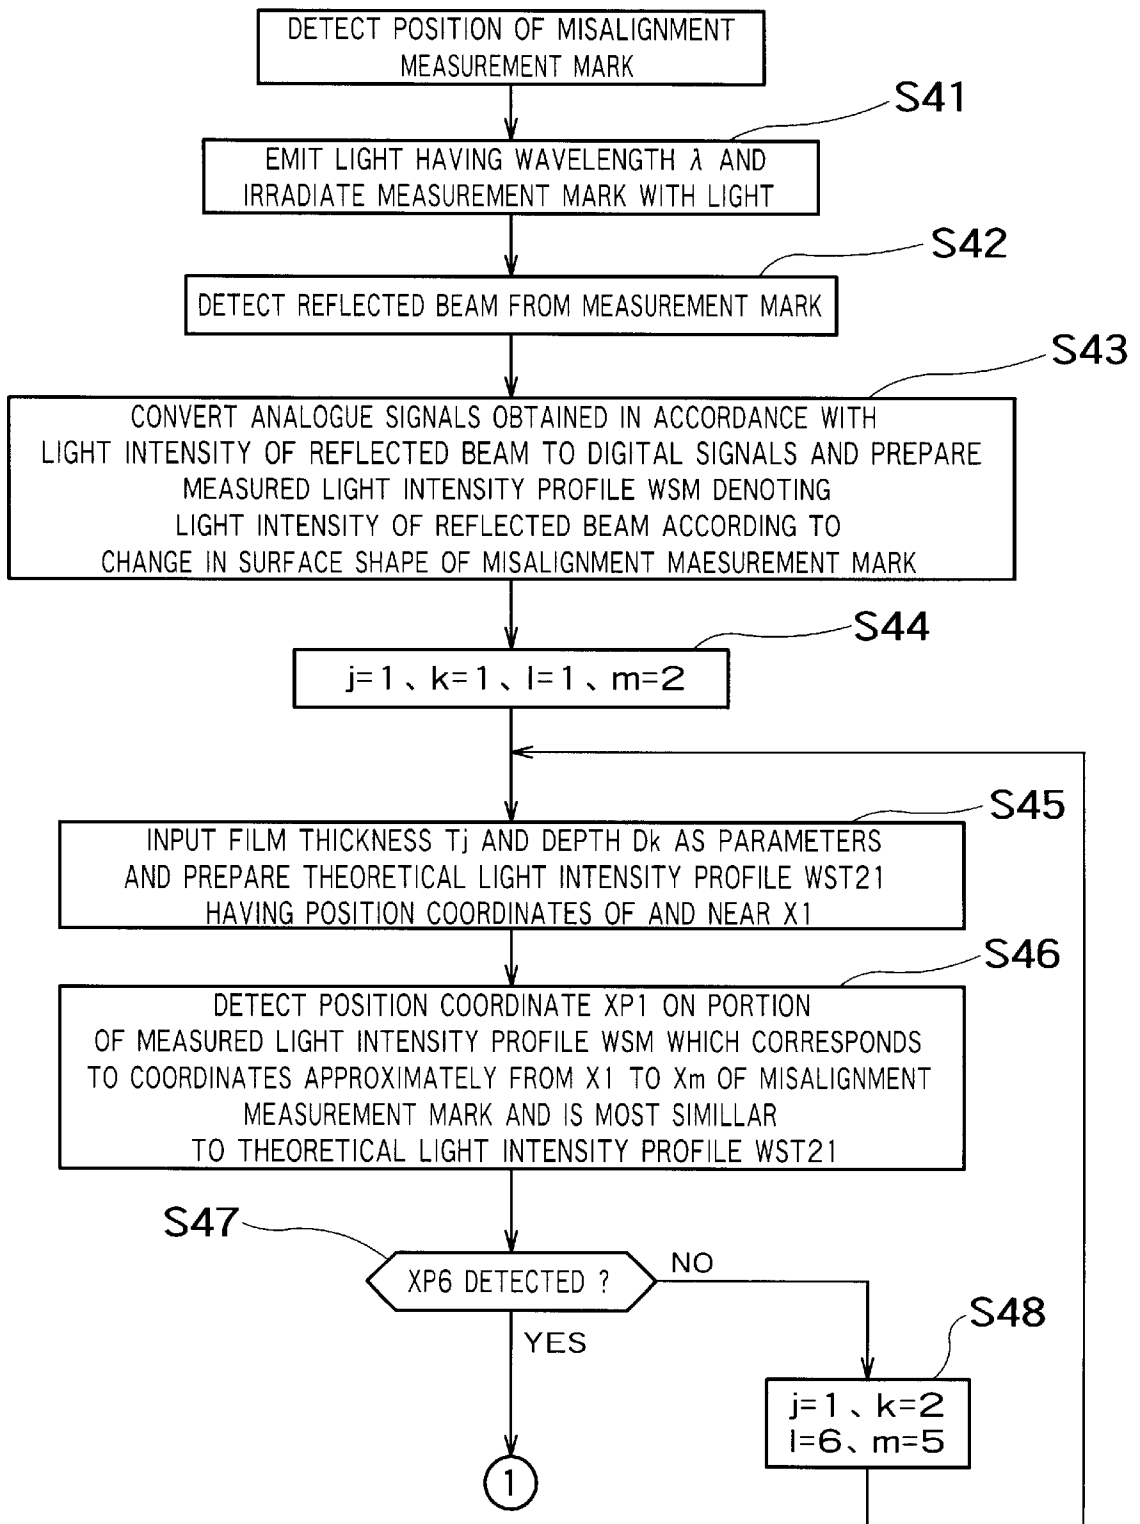 DETECT POSITION OF MISALIGNMENT
MEASUREMENT MARK
S41
EMIT LIGHT HAVING WAVELENGTH λ AND
IRRADIATE MEASUREMENT MARK WITH LIGHT
S42
DETECT REFLECTED BEAM FROM MEASUREMENT MARK
S43
CONVERT ANALOGUE SIGNALS OBTAINED IN ACCORDANCE WITH
LIGHT INTENSITY OF REFLECTED BEAM TO DIGITAL SIGNALS AND PREPARE
MEASURED LIGHT INTENSITY PROFILE WSM DENOTING
LIGHT INTENSITY OF REFLECTED BEAM ACCORDING TO
CHANGE IN SURFACE SHAPE OF MISALIGNMENT MAESUREMENT MARK
S44
j=1、k=1、l=1、m=2
S45
INPUT FILM THICKNESS Tj AND DEPTH Dk AS PARAMETERS
AND PREPARE THEORETICAL LIGHT INTENSITY PROFILE WST21
HAVING POSITION COORDINATES OF AND NEAR X1
S46
DETECT POSITION COORDINATE XP1 ON PORTION
OF MEASURED LIGHT INTENSITY PROFILE WSM WHICH CORRESPONDS
TO COORDINATES APPROXIMATELY FROM X1 TO Xm OF MISALIGNMENT
MEASUREMENT MARK AND IS MOST SIMILLAR
TO THEORETICAL LIGHT INTENSITY PROFILE WST21
S47
XP6 DETECTED ?
NO
YES
S48
j=1、k=2
l=6、m=5
1